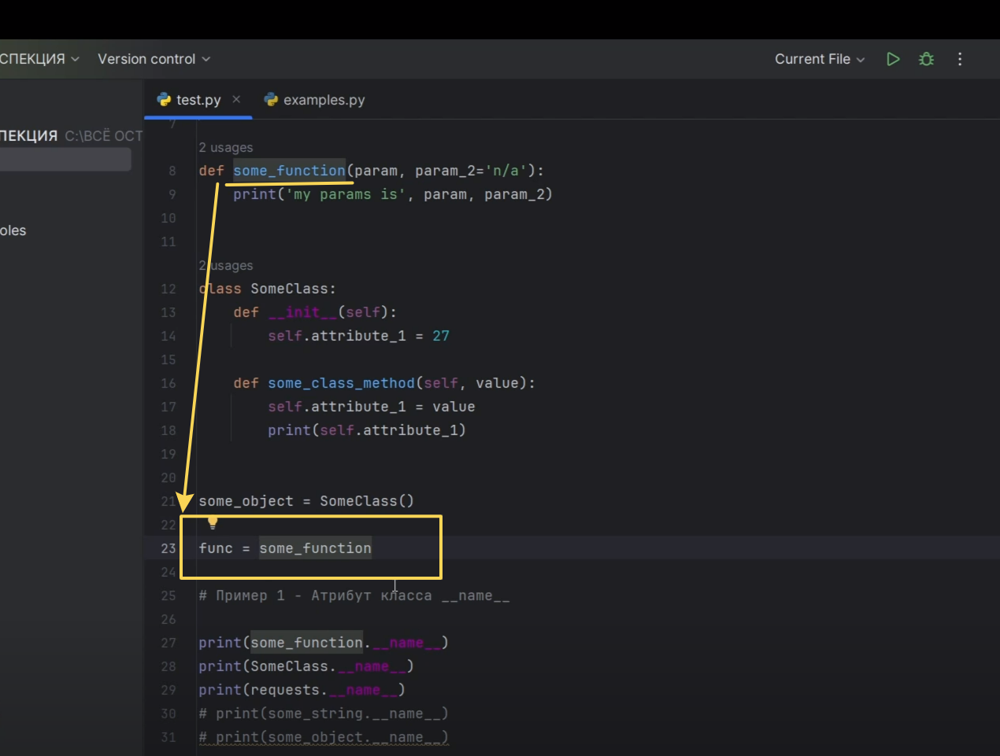 СПЕКЦИЯ Version control Current File
test.py examples.py
ПЕКЦИЯ C:\ВСЁ ОСТ
oles
7
2 usages
8 def some_function(param, param_2='n/a'):
9 print('my params is', param, param_2)
10
11
2 usages
12 class SomeClass:
13 def __init__(self):
14 self.attribute_1 = 27
15
16 def some_class_method(self, value):
17 self.attribute_1 = value
18 print(self.attribute_1)
19
20
21 some_object = SomeClass()
22
23 func = some_function
24
25 # Пример 1 - Атрибут класса __name__
26
27 print(some_function.__name__)
28 print(SomeClass.__name__)
29 print(requests.__name__)
30 # print(some_string.__name__)
31 # print(some_object.__name__)